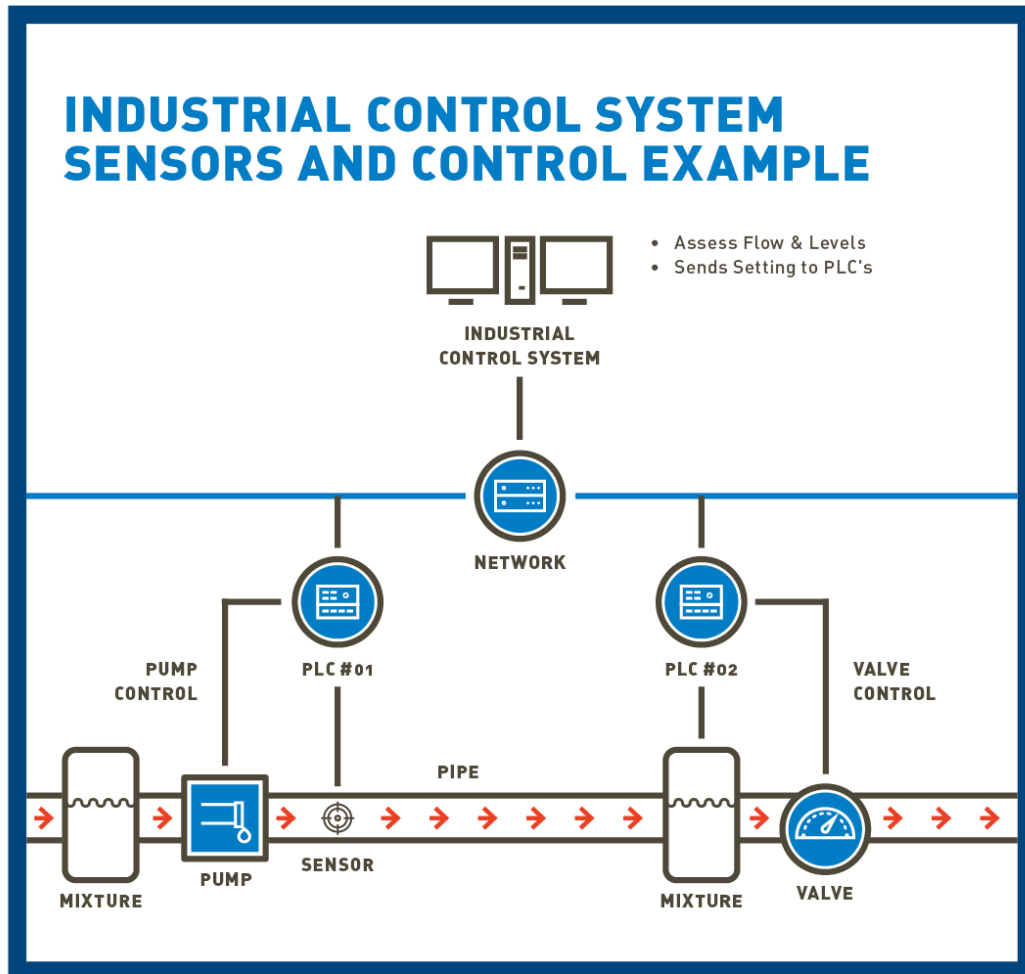 INDUSTRIAL CONTROL SYSTEM
SENSORS AND CONTROL EXAMPLE
• Assess Flow & Levels
• Sends Setting to PLC's
INDUSTRIAL
CONTROL SYSTEM
NETWORK
PUMP
CONTROL
PLC #01
PLC #02
VALVE
CONTROL
PIPE
MIXTURE
PUMP
SENSOR
MIXTURE
VALVE